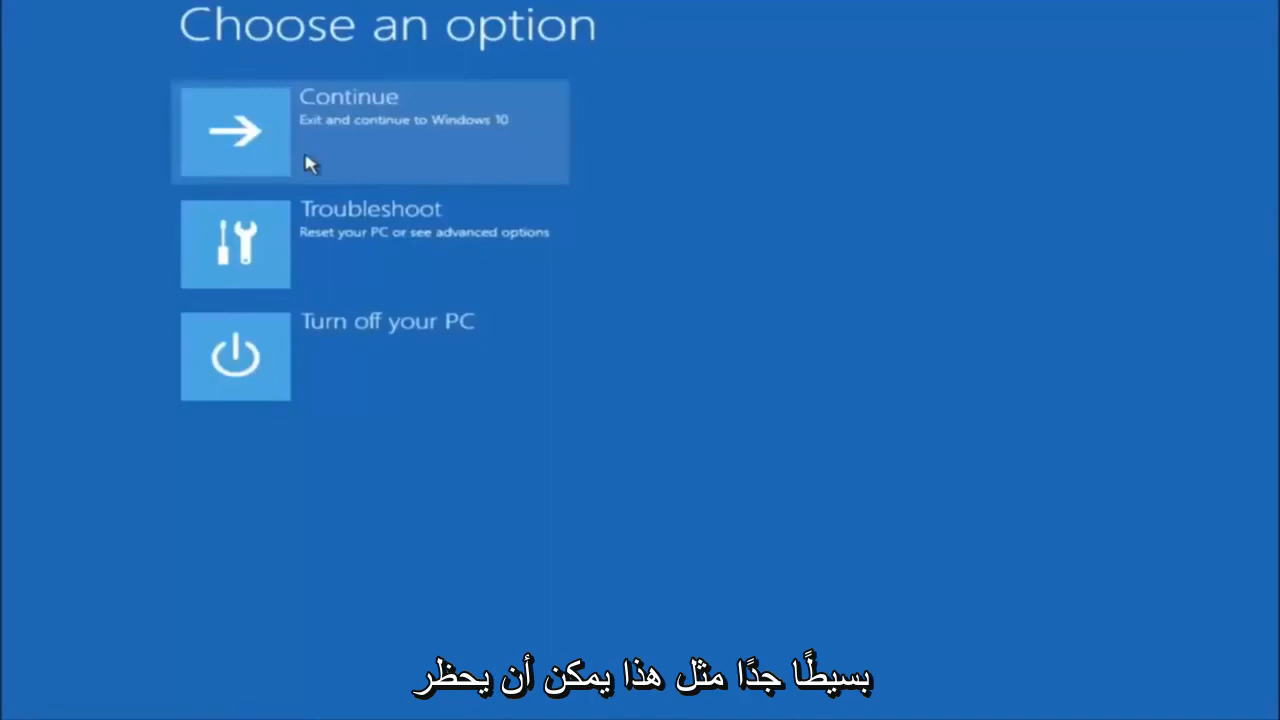 Choose an option
Continue
Exit and continue to Windows 10
Troubleshoot
Reset your PC or see advanced options
Turn off your PC
بسيطًا جدًا مثل هذا يمكن أن يحظر